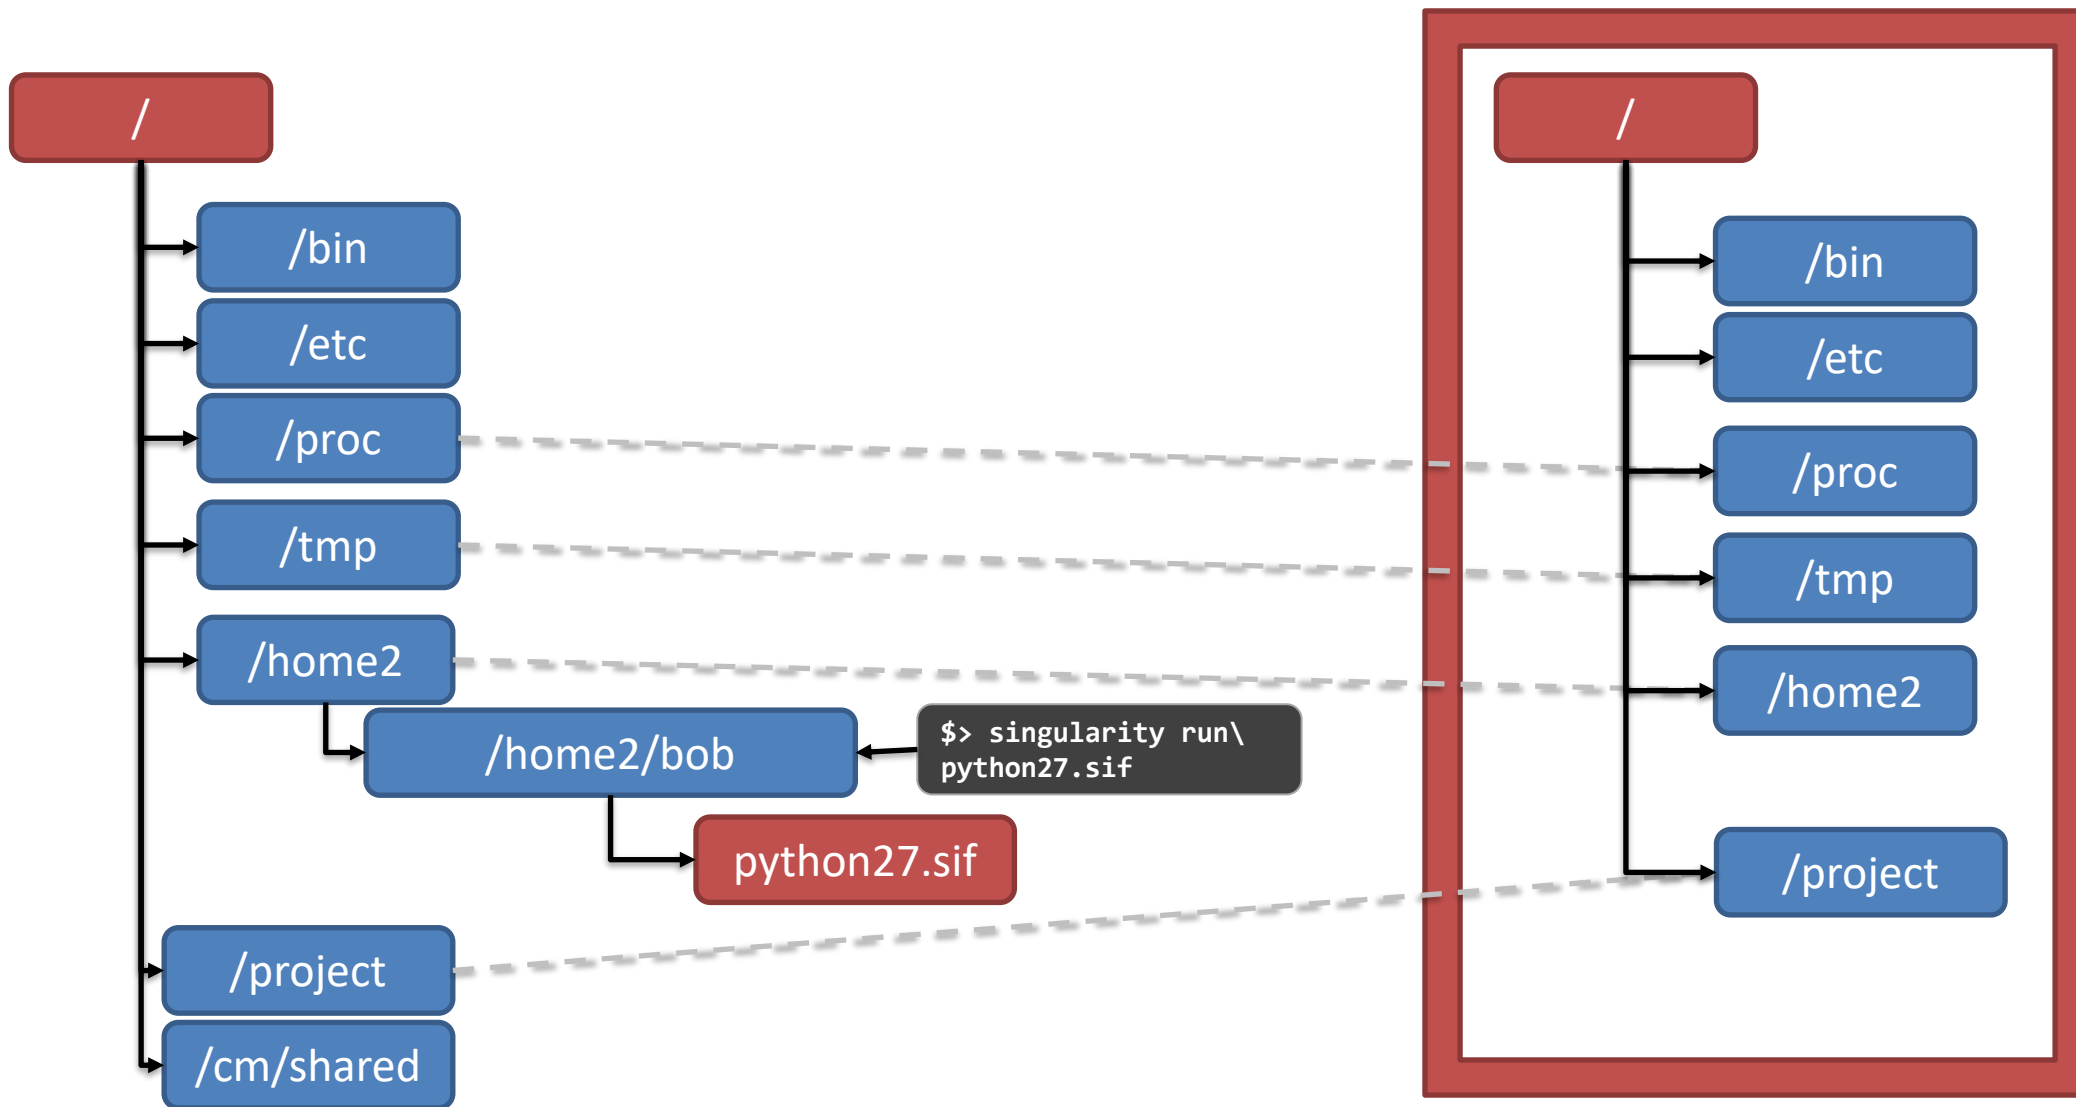 /
/bin
/etc
/proc
/tmp
/home2
/home2/bob
$> singularity run\
python27.sif
python27.sif
/project
/cm/shared
/
/bin
/etc
/proc
/tmp
/home2
/project